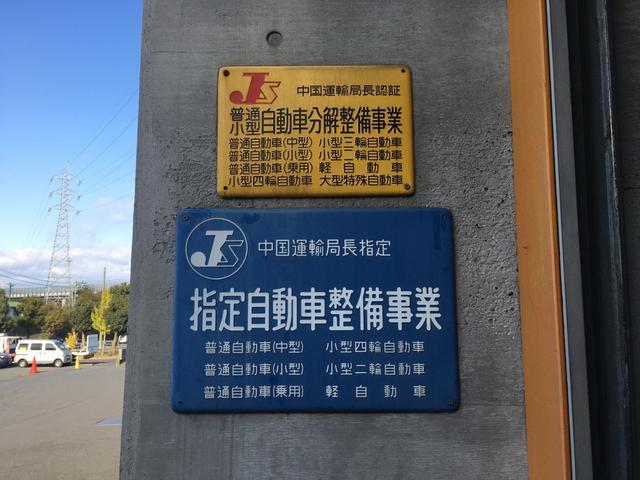 JS 中国運輸局長認証
普通
小型 自動車分解整備事業
普通自動車(中型) 小型三輪自動車
普通自動車(小型) 小型二輪自動車
普通自動車(乗用) 軽自動車
小型四輪自動車 大型特殊自動車
JS 中国運輸局長指定
指定自動車整備事業
普通自動車(中型) 小型四輪自動車
普通自動車(小型) 小型二輪自動車
普通自動車(乗用) 軽自動車